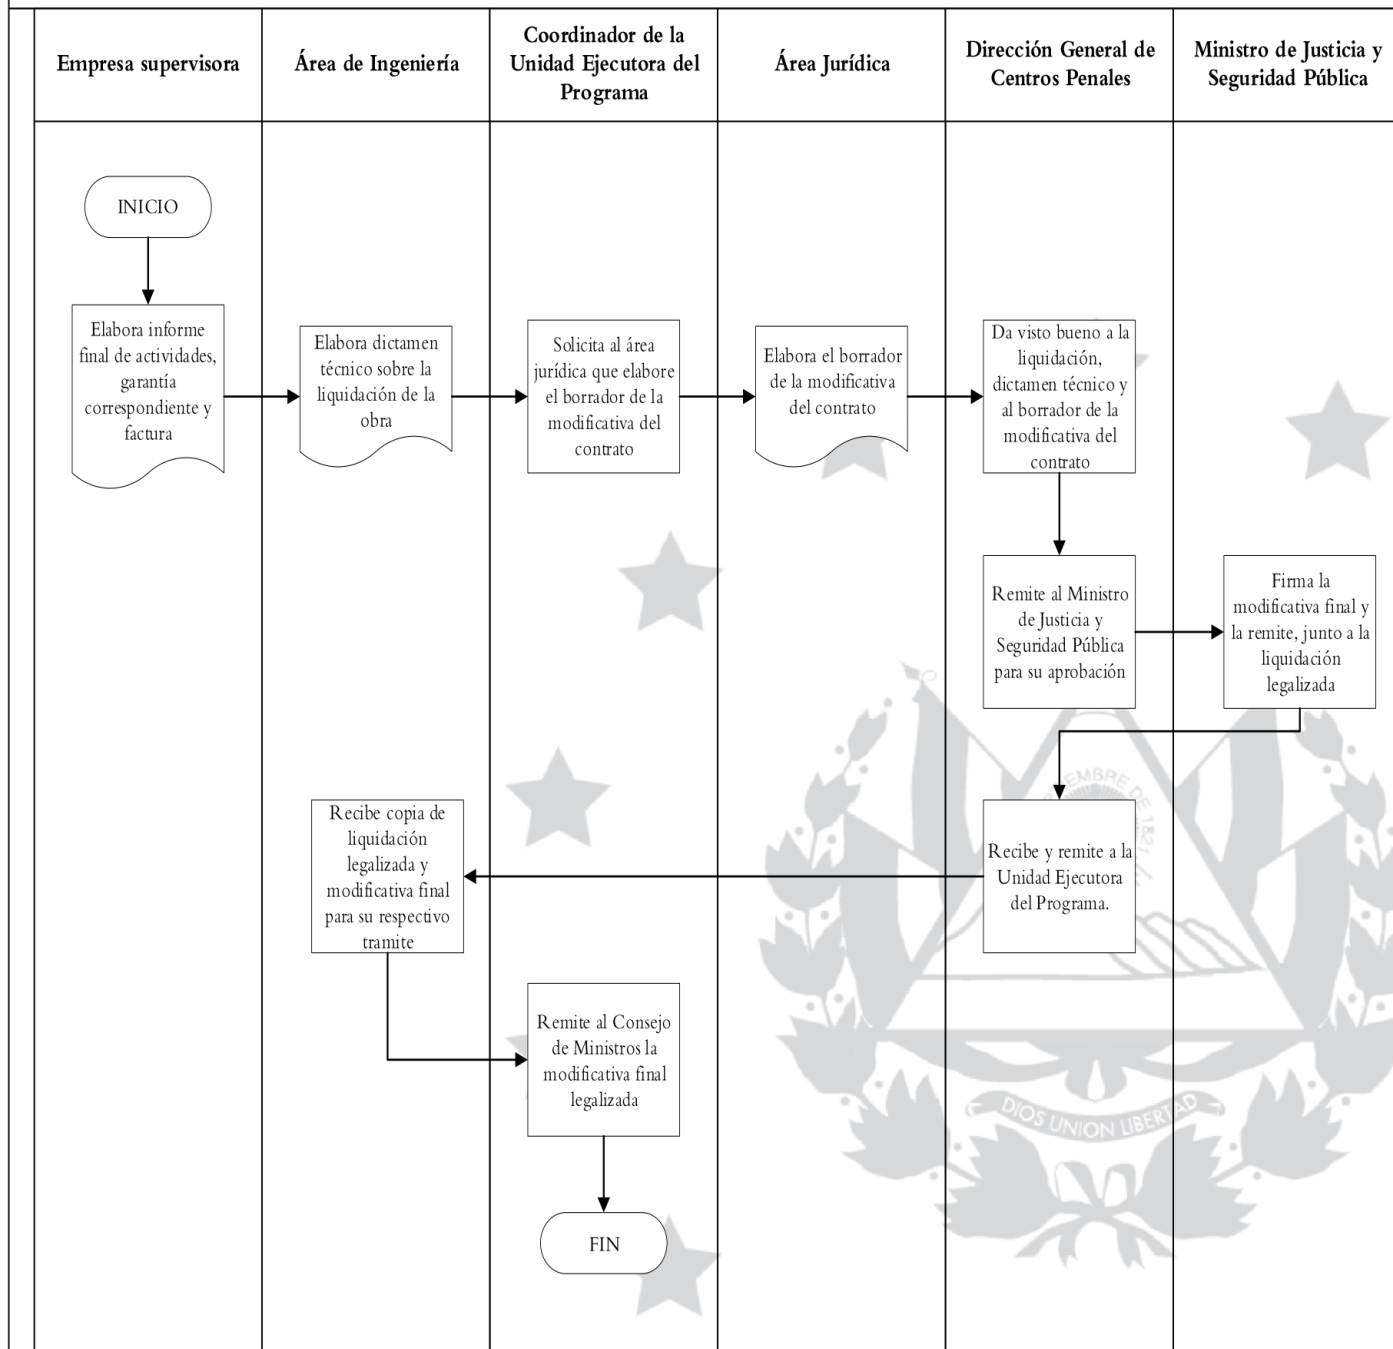 Empresa supervisora
Área de Ingeniería
Coordinador de la
Unidad Ejecutora del
Programa
Área Jurídica
Dirección General de
Centros Penales
Ministro de Justicia y
Seguridad Pública
INICIO
Elabora informe
final de actividades,
garantía
correspondiente y
factura
Elabora dictamen
técnico sobre la
liquidación de la
obra
Solicita al área
jurídica que elabore
el borrador de la
modificativa del
contrato
Elabora el borrador
de la modificativa
del contrato
Da visto bueno a la
liquidación,
dictamen técnico y
al borrador de la
modificativa del
contrato
Remite al Ministro
de Justicia y
Seguridad Pública
para su aprobación
Firma la
modificativa final y
la remite, junto a la
liquidación
legalizada
Recibe y remite a la
Unidad Ejecutora
del Programa.
Recibe copia de
liquidación
legalizada y
modificativa final
para su respectivo
tramite
Remite al Consejo
de Ministros la
modificativa final
legalizada
FIN
DE 1821
DIOS UNION LIBERTAD